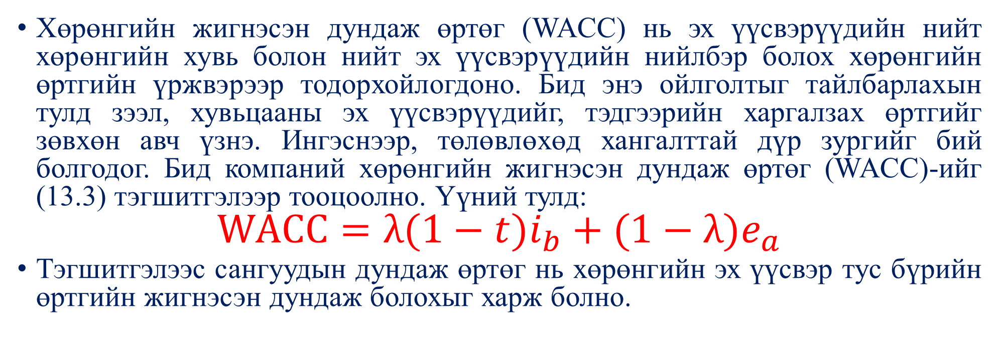 • Хөрөнгийн жигнэсэн дундаж өртөг (WACC) нь эх үүсвэрүүдийн нийт
хөрөнгийн хувь болон нийт эх үүсвэрүүдийн нийлбэр болох хөрөнгийн
өртгийн үржвэрээр тодорхойлогдоно. Бид энэ ойлголтыг тайлбарлахын
тулд зээл, хувьцааны эх үүсвэрүүдийг, тэдгээрийн харгалзах өртгийг
зөвхөн авч үзнэ. Ингэснээр, төлөвлөхөд хангалттай дүр зургийг бий
болгодог. Бид компаний хөрөнгийн жигнэсэн дундаж өртөг (WACC)-ийг
(13.3) тэгшитгэлээр тооцоолно. Үүний тулд:
WACC = λ(1 − t)i_b + (1 − λ)e_a
• Тэгшитгэлээс сангуудын дундаж өртөг нь хөрөнгийн эх үүсвэр тус бүрийн
өртгийн жигнэсэн дундаж болохыг харж болно.